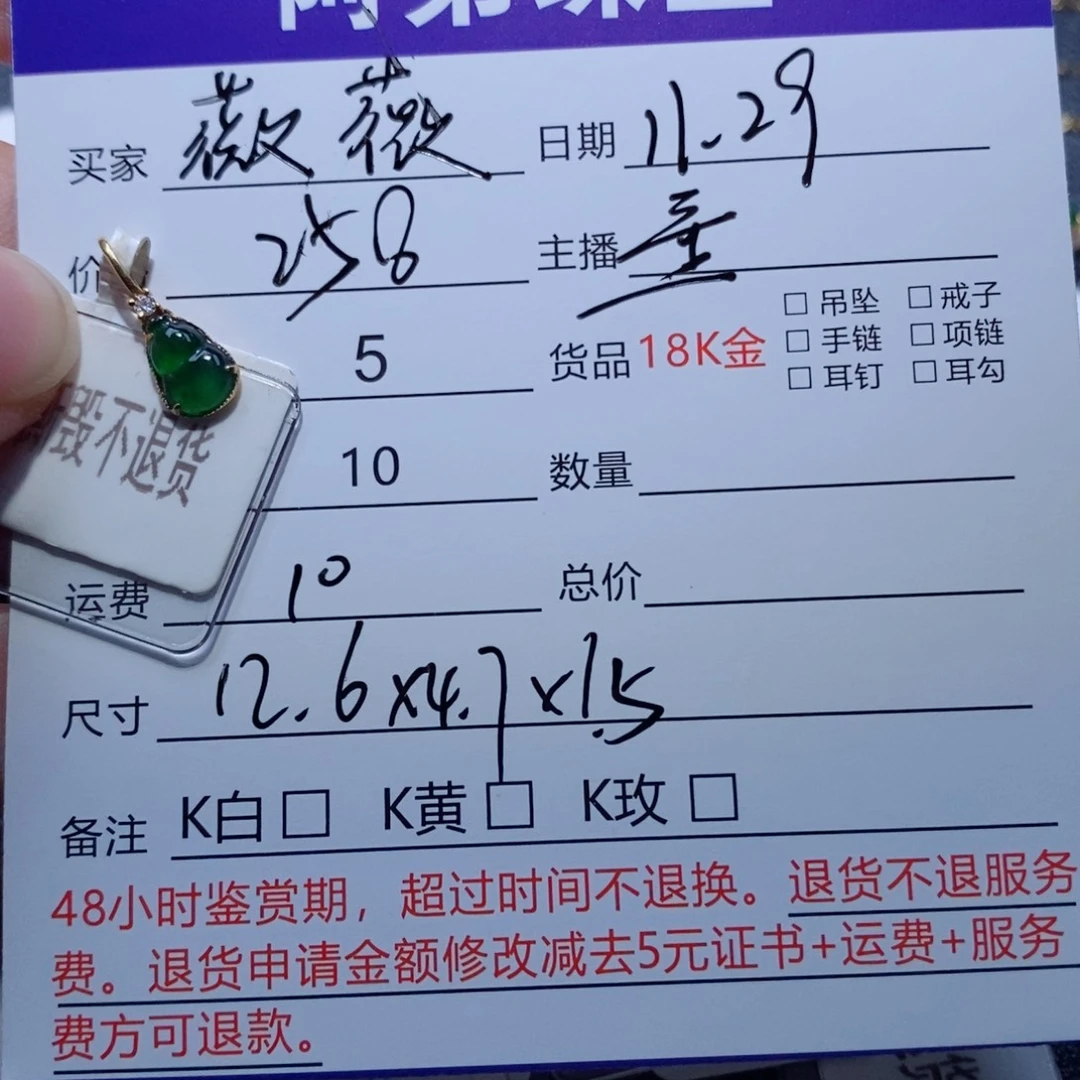 买家 薇薇 日期 11.29
价 258 主播
5 货品 18K金 □ 吊坠 □ 戒子
□ 手链 □ 项链
□ 耳钉 □ 耳勾
10 数量
毁不退货
运费 10 总价
尺寸 12.6x4.7x1.5
备注 K白□ K黄□ K玫□
48小时鉴赏期，超过时间不退换。退货不退服务
费。退货申请金额修改减去5元证书+运费+服务
费方可退款。